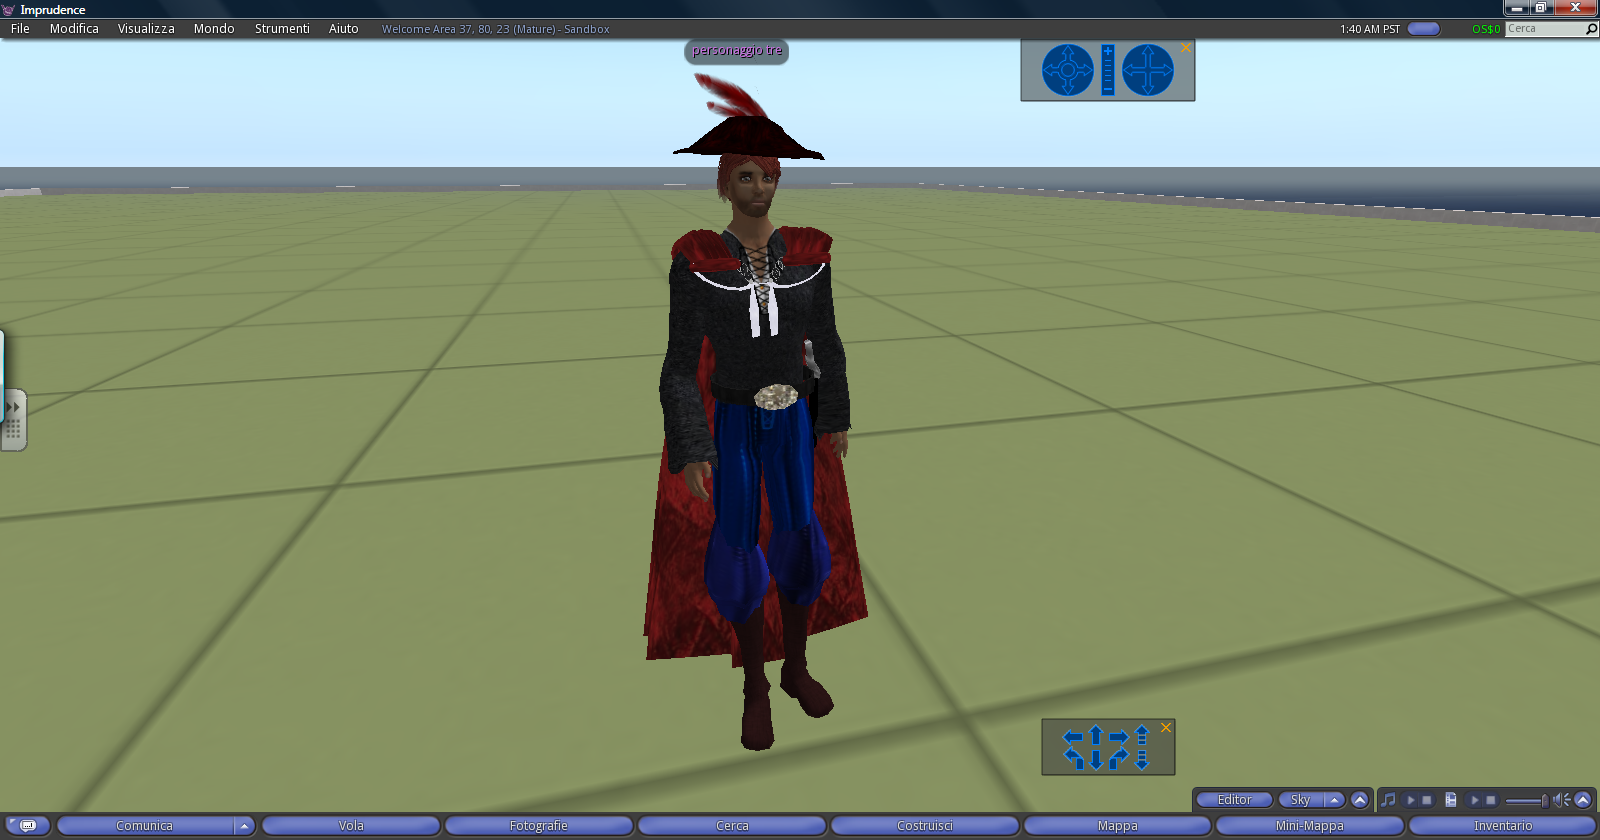 Imprudence
File Modifica Visualizza Mondo Strumenti Aiuto Welcome Area 37, 80, 23 (Mature) - Sandbox 1:40 AM PST OS$0 Cerca
personaggio tre
Editor Sky
Comunica Vola Fotografie Cerca Costruisci Mappa Mini-Mappa Inventario